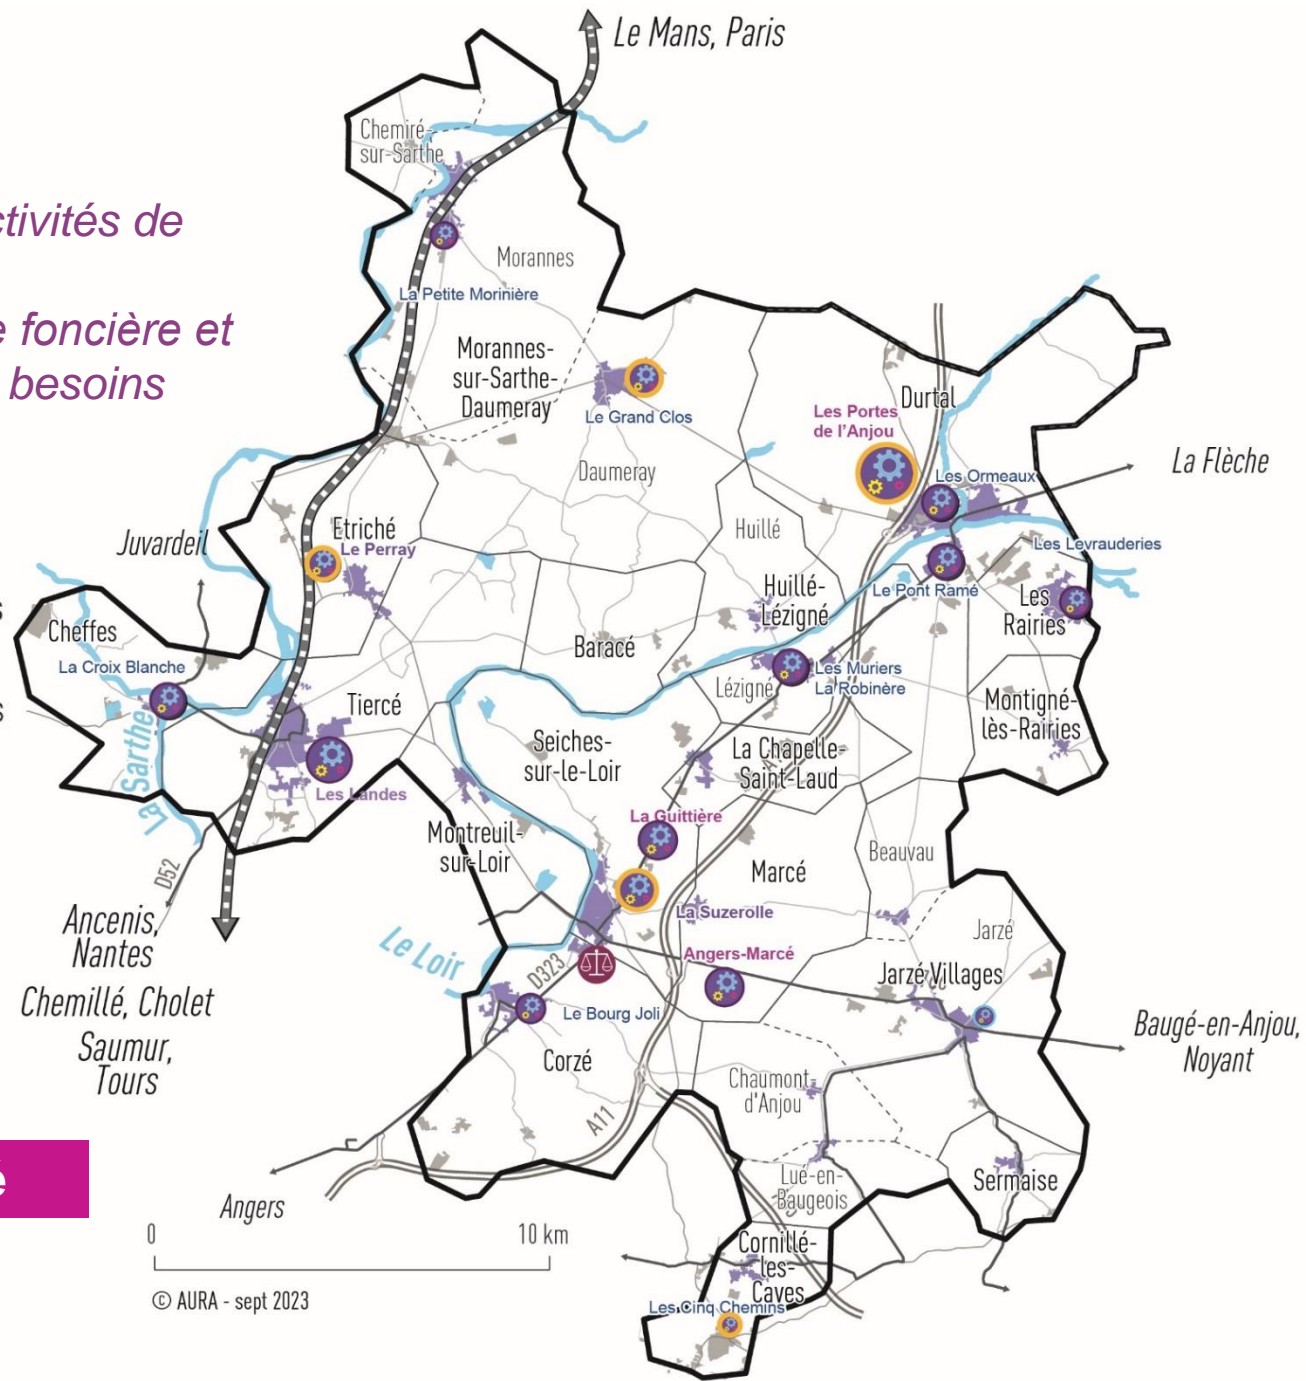 Le Mans, Paris
Chemiré-
sur-Sarthe
ctivités de
Morannes
La Petite Morinière
e foncière et
besoins
Morannes-
sur-Sarthe-
Daumeray
Le Grand Clos
Durtal
Les Portes
de l'Anjou
La Flèche
Les Ormeaux
Daumeray
Huillé
Juvardeil
Etriché
Le Perray
Les Levrauderies
Le Pont Ramé
Huillé-
Lézigné
Les
Rairies
s
Cheffes
Baracé
La Croix Blanche
Les Muriers
La Robinère
Lézigné
s
Tiercé
Montigné-
lès-Rairies
Seiches-
sur-le-Loir
La Chapelle-
Saint-Laud
La Sarthe
Les Landes
La Guittière
Montreuil-
sur-Loir
Marcé
Beauvau
D52
La Suzerolle
Ancenis,
Nantes
Jarzé
Le Loir
Angers-Marcé
D323
Jarzé Villages
Chemillé, Cholet
Le Bourg Joli
Saumur,
Tours
Baugé-en-Anjou,
Noyant
Corzé
Chaumont-
d'Anjou
A11
é
Lué-en-
Baugeois
Sermaise
Angers
0
10 km
Cornillé-
les-
Caves
© AURA - sept 2023
Les Cinq Chemins